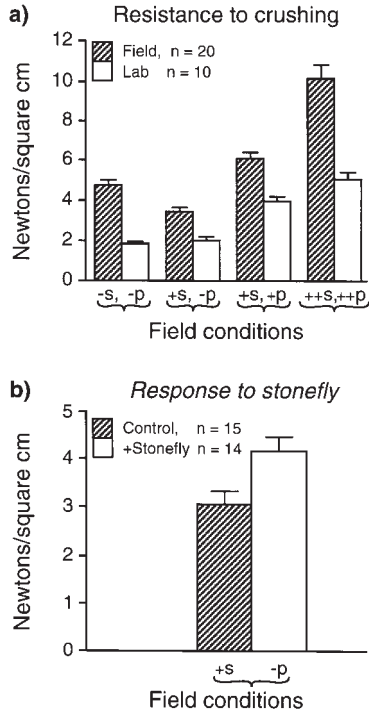 a) Resistance to crushing
Newtons/square cm
12
10
8
6
4
2
0
Field, n = 20
Lab n = 10
-s, -p
+s, -p
+s, +p
++s,++p
Field conditions
b) Response to stonefly
Newtons/square cm
5
4
3
2
1
0
Control, n = 15
+Stonefly n = 14
+s -p
Field conditions